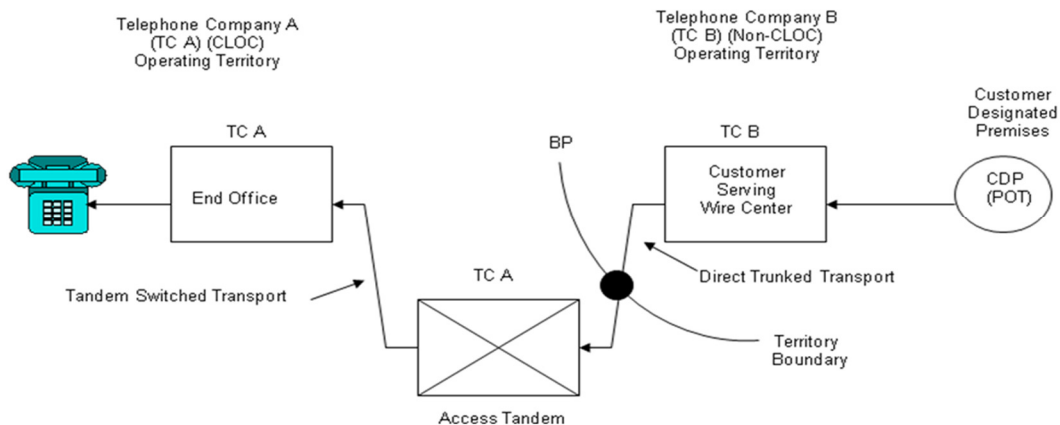 Telephone Company A
(TC A) (CLOC)
Operating Territory
Telephone Company B
(TC B) (Non-CLOC)
Operating Territory
Customer
Designated
Premises
TC A
End Office
BP
TC B
Customer
Serving
Wire Center
CDP
(POT)
Tandem Switched Transport
TC A
Direct Trunked Transport
Territory
Boundary
Access Tandem